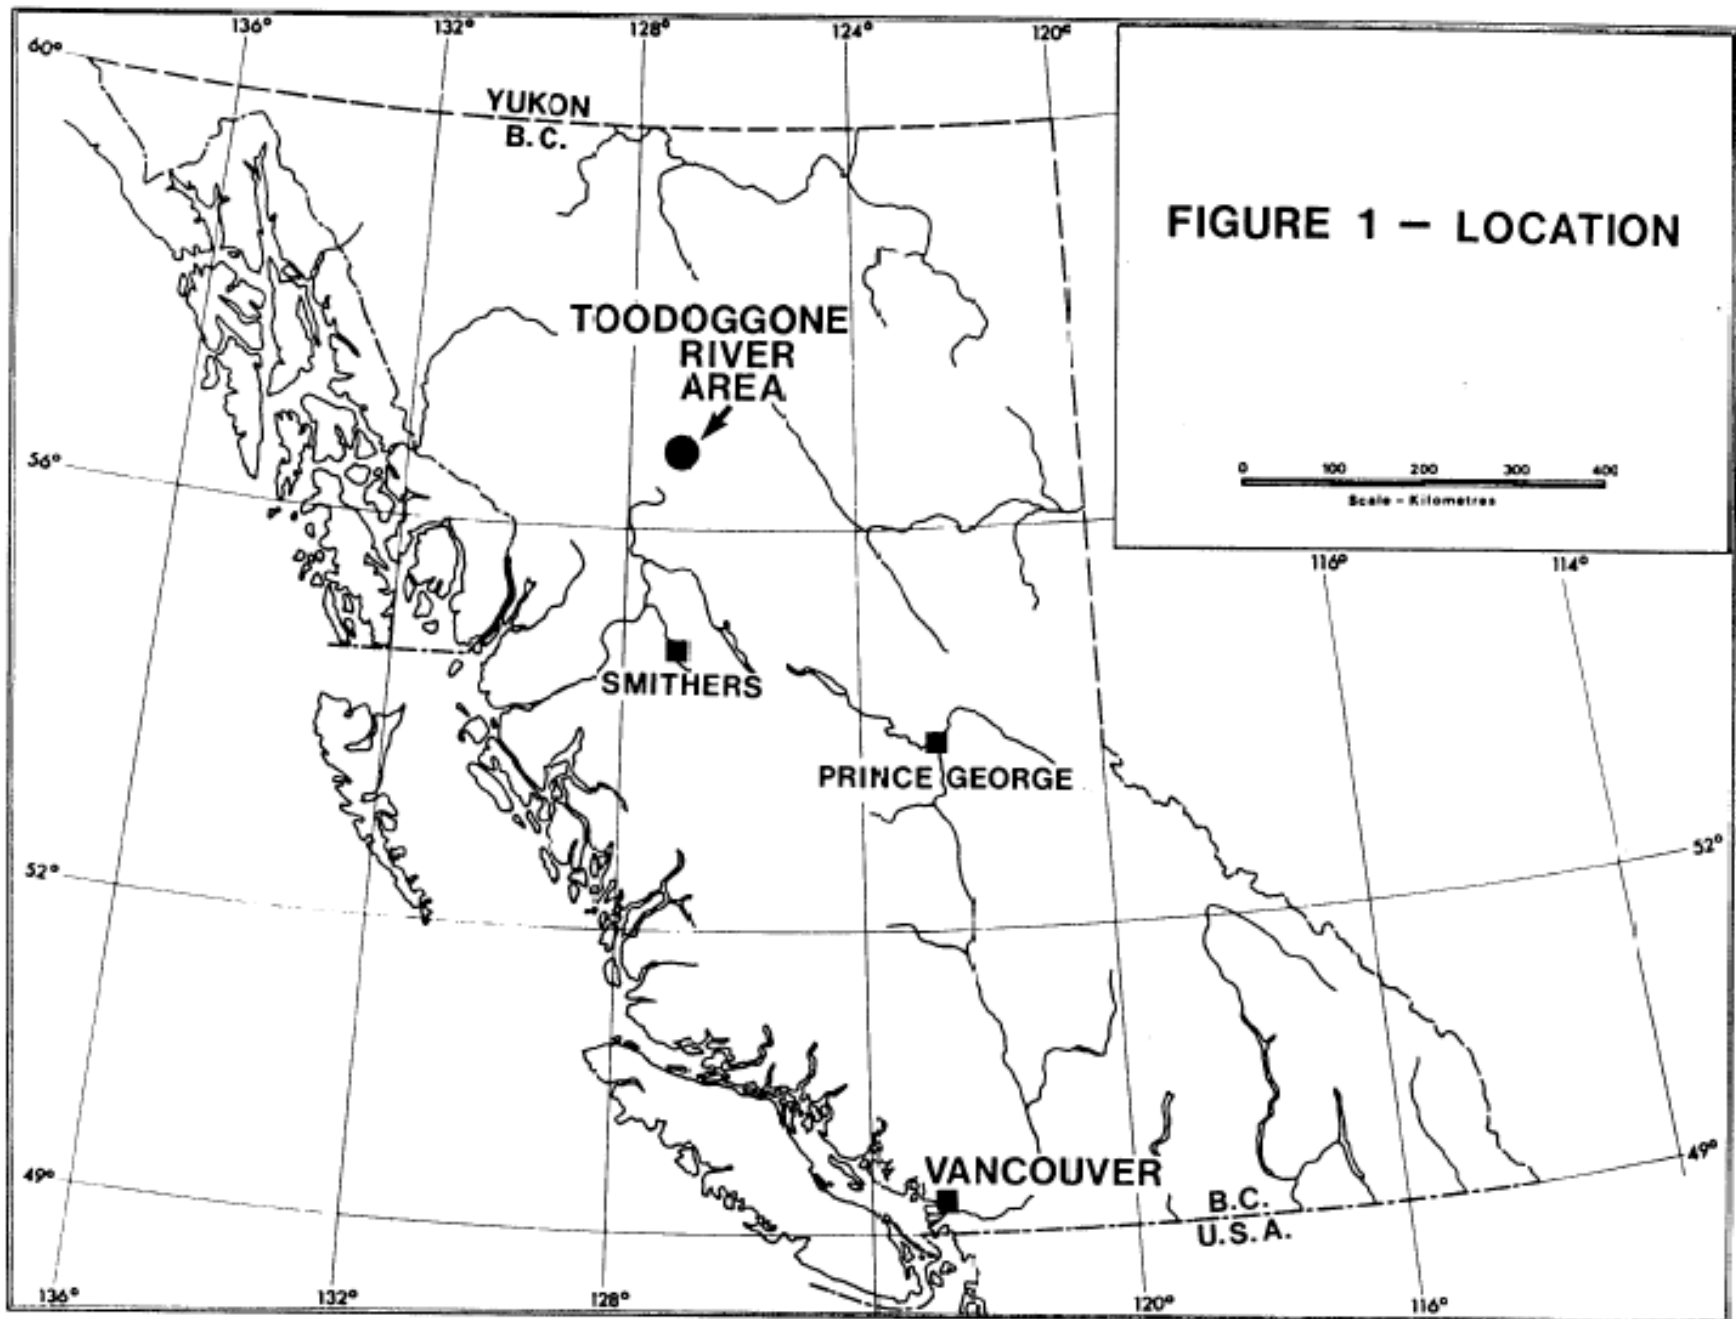 136°
132°
128°
124°
120°
60°
YUKON
B.C.
FIGURE 1 — LOCATION
TOODOGGONE
RIVER
AREA
56°
0 100 200 300 400
Scale – Kilometres
116°
114°
SMITHERS
PRINCE GEORGE
52°
52°
VANCOUVER
49°
49°
B.C.
U.S.A.
136°
132°
128°
120°
116°